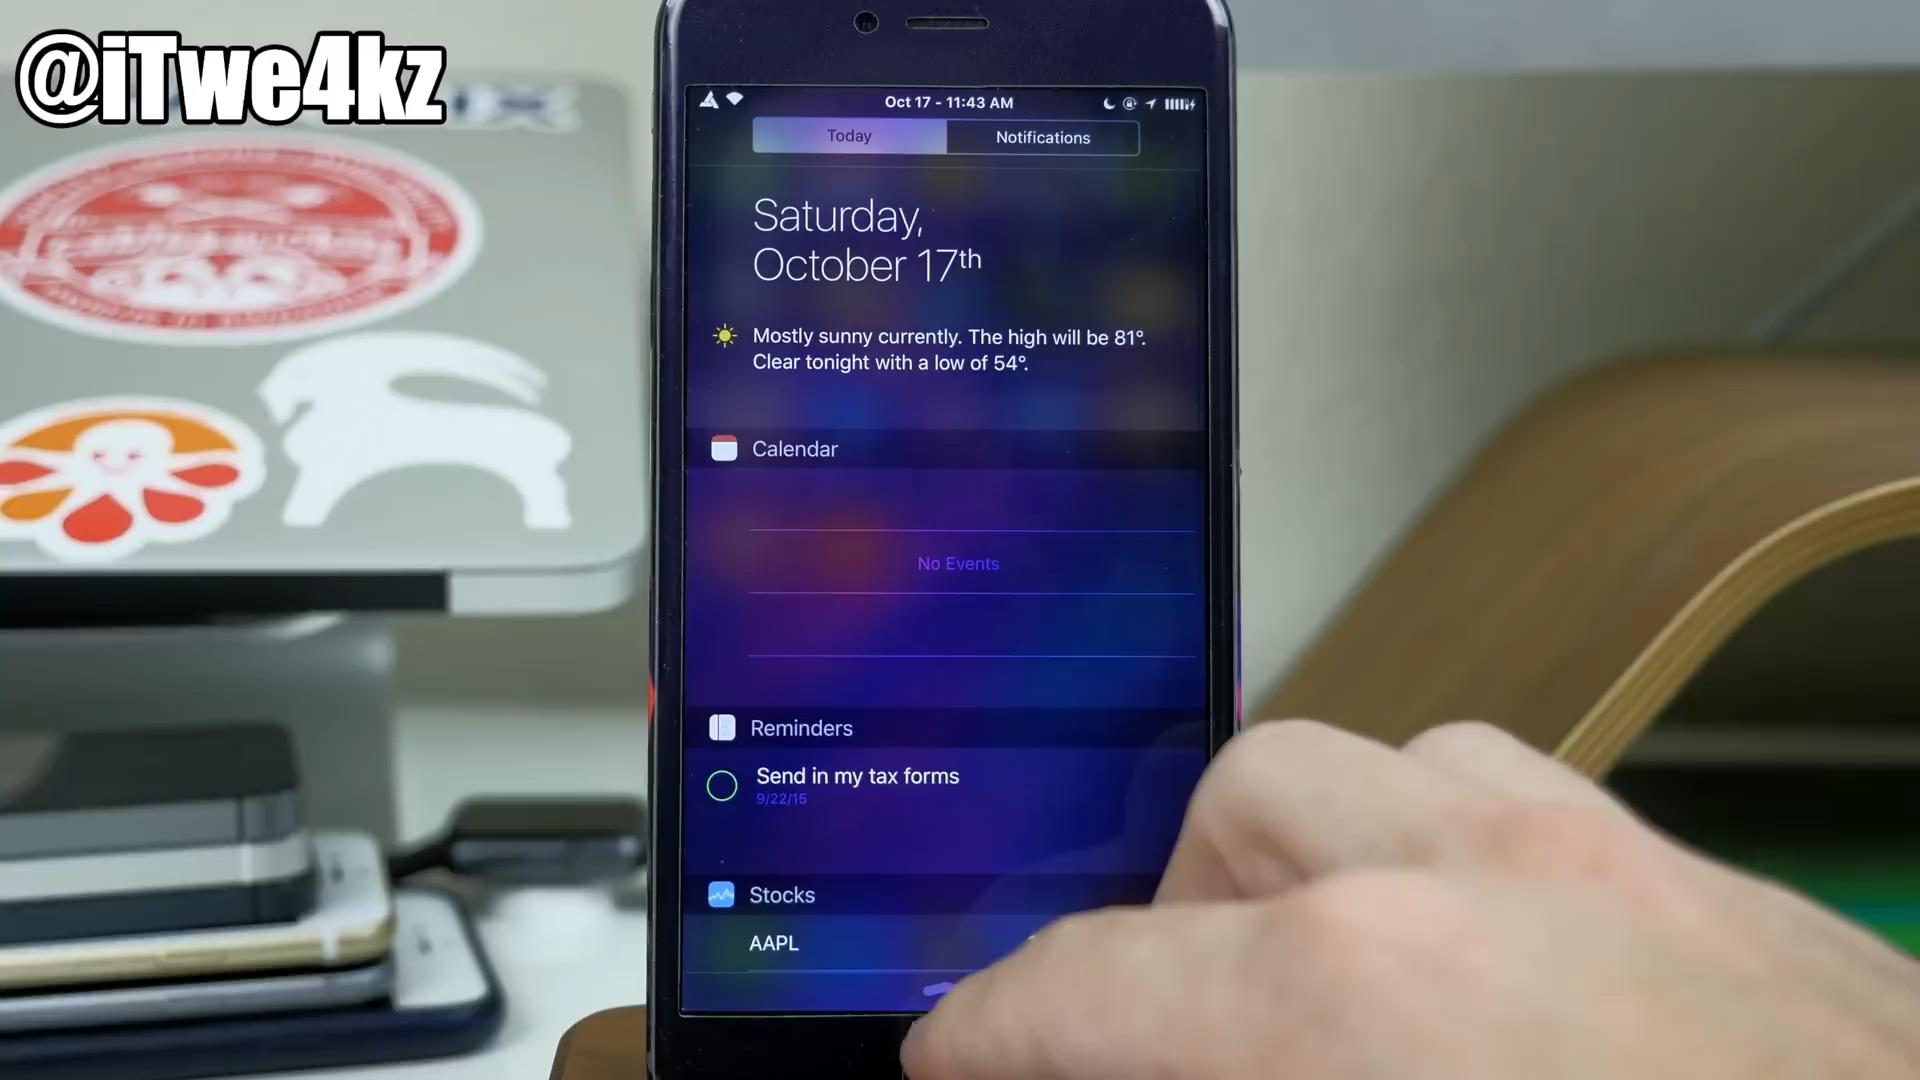 @iTwe4kz
Oct 17 - 11:43 AM
Today
Notifications
Saturday,
October 17th
Mostly sunny currently. The high will be 81°.
Clear tonight with a low of 54°.
Calendar
No Events
Reminders
Send in my tax forms
9/22/15
Stocks
AAPL